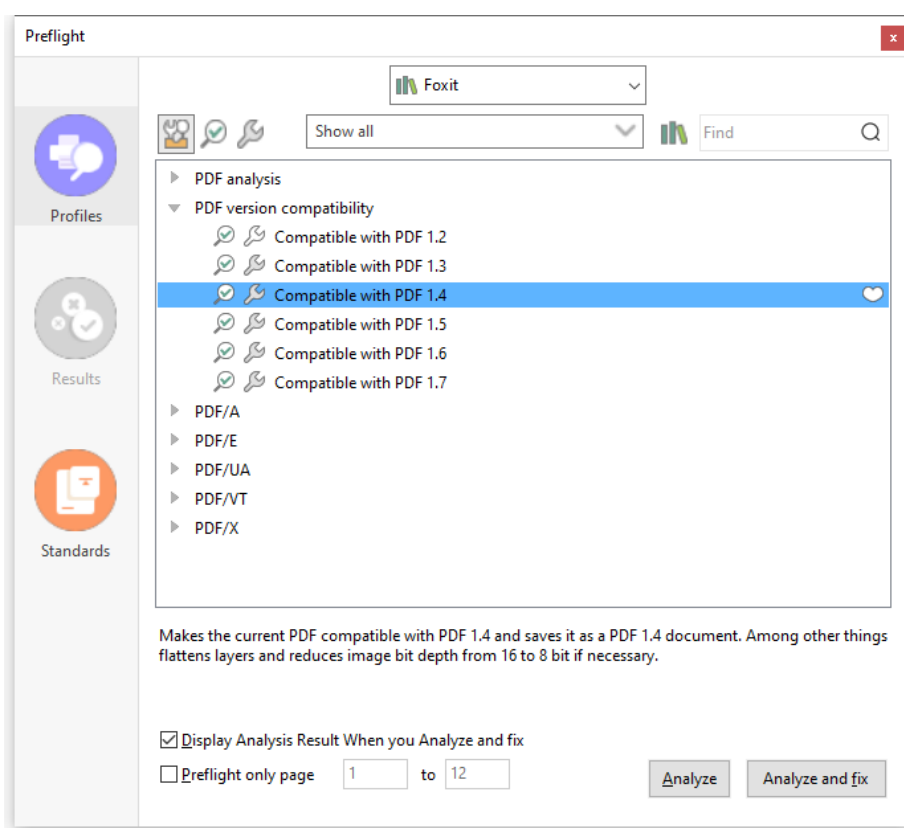 Preflight
x
Foxit
Show all
Find
PDF analysis
PDF version compatibility
Compatible with PDF 1.2
Compatible with PDF 1.3
Compatible with PDF 1.4
Compatible with PDF 1.5
Compatible with PDF 1.6
Compatible with PDF 1.7
PDF/A
PDF/E
PDF/UA
PDF/VT
PDF/X
Profiles
Results
Standards
Makes the current PDF compatible with PDF 1.4 and saves it as a PDF 1.4 document. Among other things
flattens layers and reduces image bit depth from 16 to 8 bit if necessary.
Display Analysis Result When you Analyze and fix
Preflight only page 1 to 12
Analyze Analyze and fix